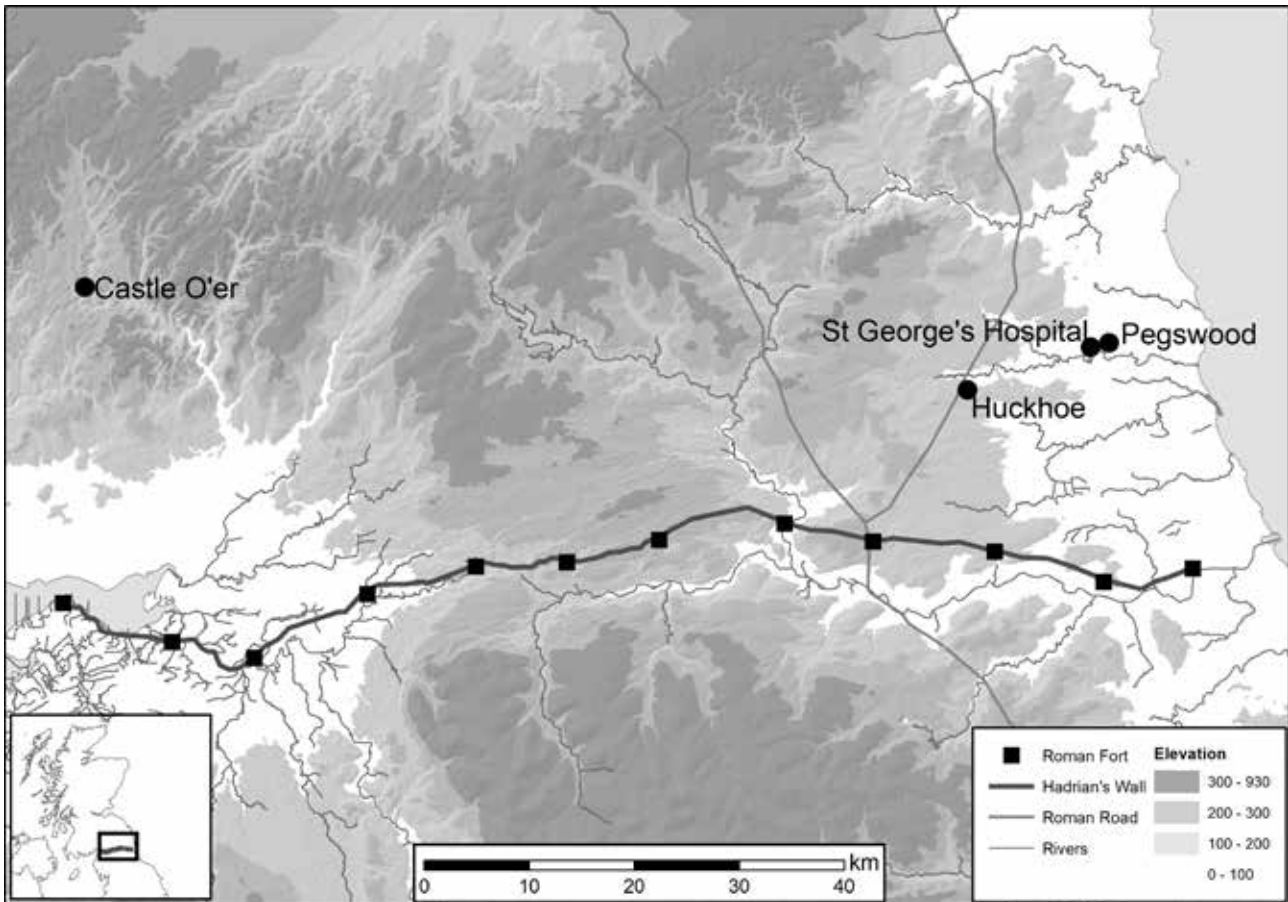 Castle O'er
St George's Hospital
Pegswood
Huckhoe
Roman Fort
Hadrian's Wall
Roman Road
Rivers
Elevation
300 - 930
200 - 300
100 - 200
0 - 100
km
0 10 20 30 40